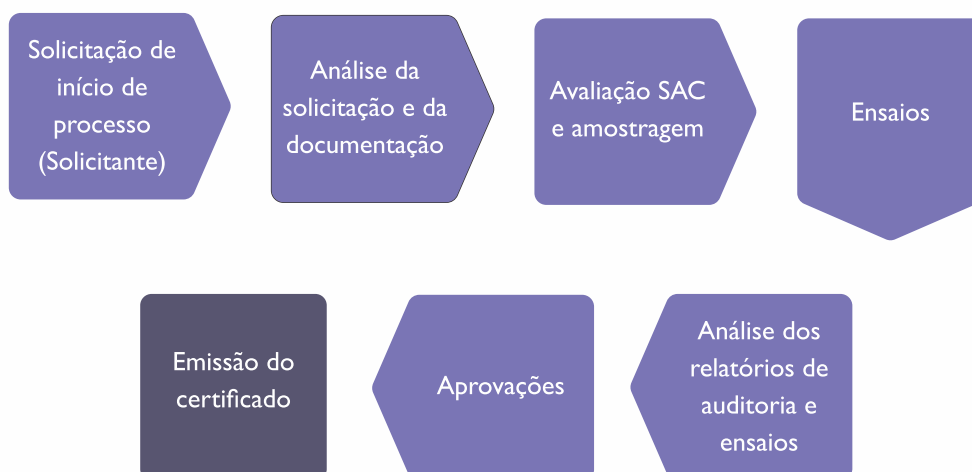 Solicitação de
início de
processo
(Solicitante)
Análise da
solicitação e da
documentação
Avaliação SAC
e amostragem
Ensaios
Análise dos
relatórios de
auditoria e
ensaios
Aprovações
Emissão do
certificado